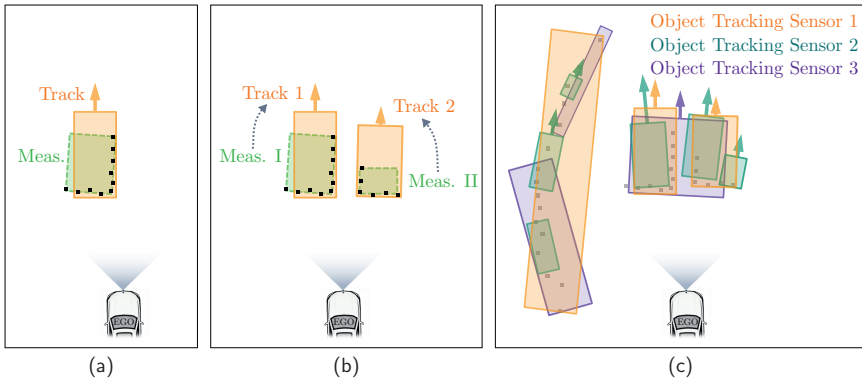 Track
Meas.
EGO
(a)
Track 1
Track 2
Meas. I
Meas. II
EGO
(b)
Object Tracking Sensor 1
Object Tracking Sensor 2
Object Tracking Sensor 3
EGO
(c)